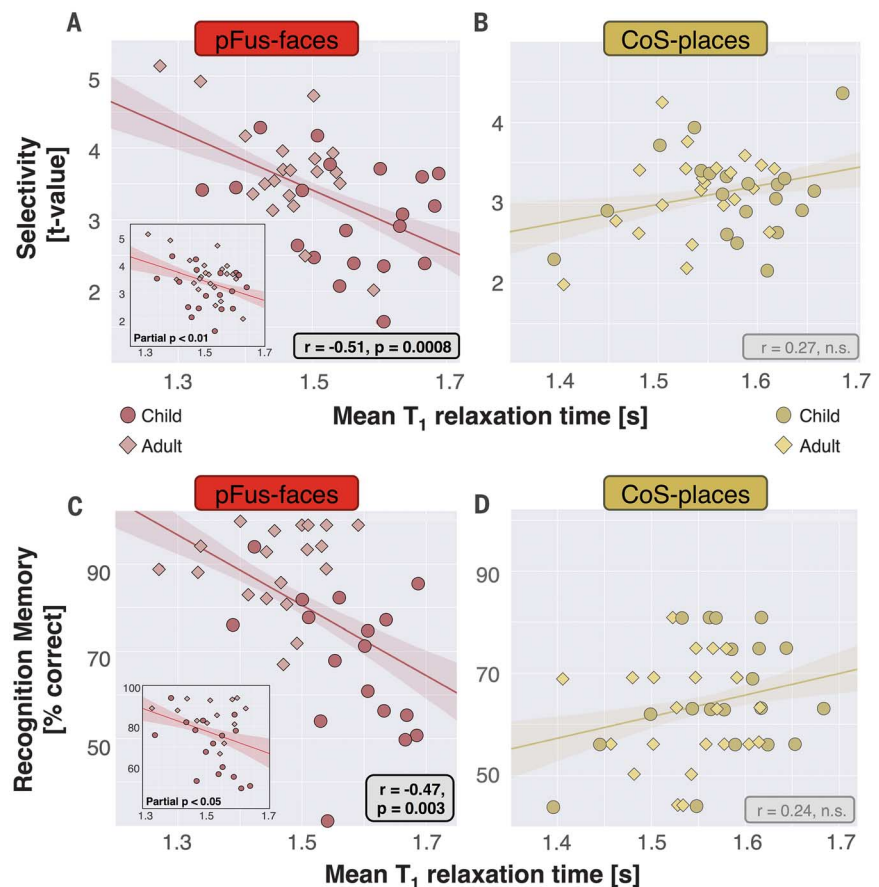 A
pFus-faces
B
CoS-places
Selectivity
[t-value]
5
4
3
2
5
4
3
2
Partial p < 0.01
1.3
1.5
1.7
r = -0.51, p = 0.0008
1.3
1.5
1.7
4
3
2
r = 0.27, n.s.
1.4
1.5
1.6
1.7
Mean T1 relaxation time [s]
Child
Adult
Child
Adult
C
pFus-faces
D
CoS-places
Recognition Memory
[% correct]
90
70
50
100
80
60
Partial p < 0.05
1.3
1.5
1.7
r = -0.47,
p = 0.003
1.3
1.5
1.7
90
70
50
r = 0.24, n.s.
1.4
1.5
1.6
1.7
Mean T1 relaxation time [s]